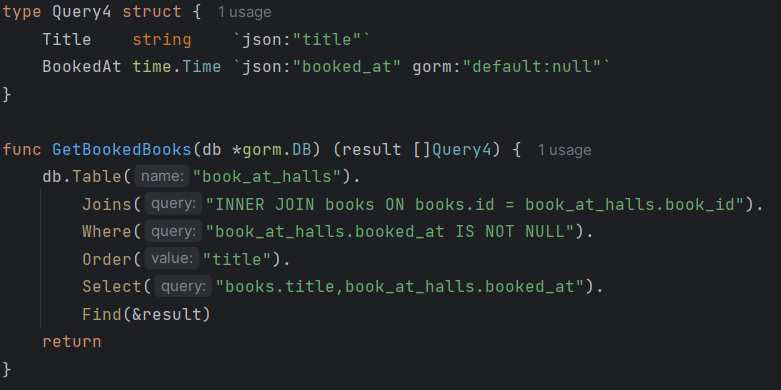 type Query4 struct { 1 usage
    Title    string    `json:"title"`
    BookedAt time.Time `json:"booked_at" gorm:"default:null"`
}
func GetBookedBooks(db *gorm.DB) (result []Query4) { 1 usage
    db.Table( name: "book_at_halls").
        Joins( query: "INNER JOIN books ON books.id = book_at_halls.book_id").
        Where( query: "book_at_halls.booked_at IS NOT NULL").
        Order( value: "title").
        Select( query: "books.title,book_at_halls.booked_at").
        Find(&result)
    return
}